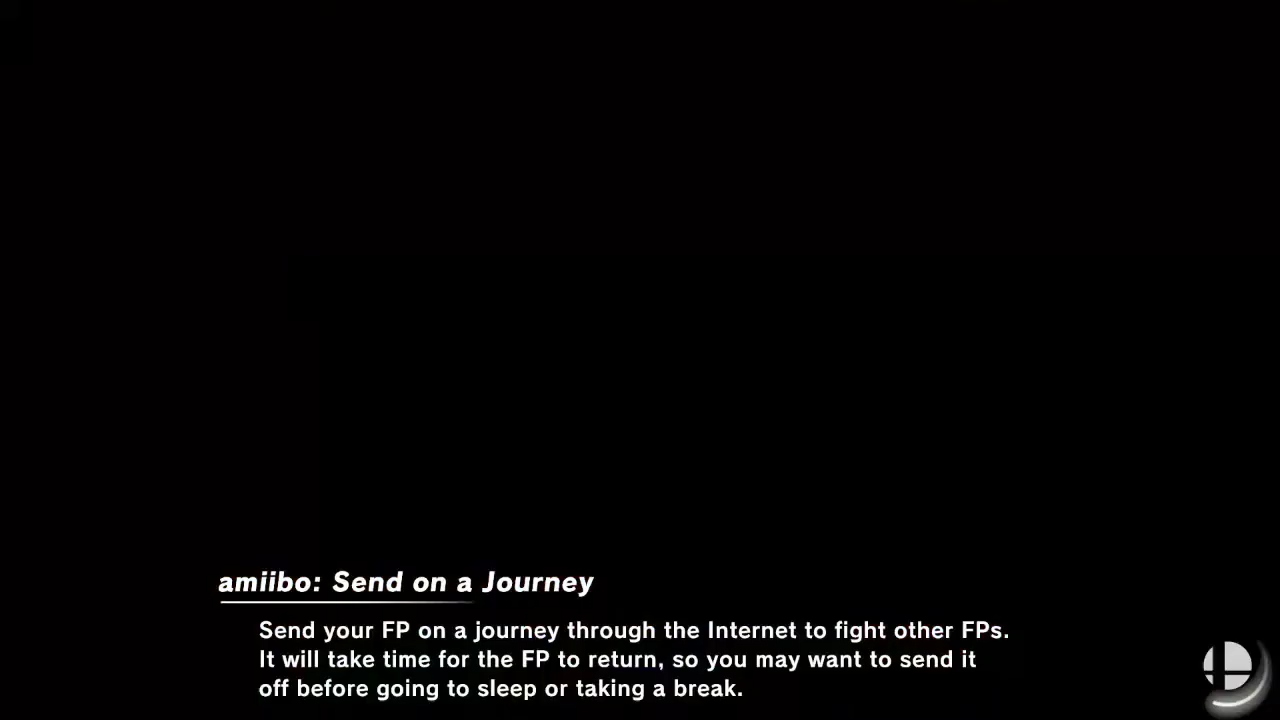 amiibo: Send on a Journey
Send your FP on a journey through the Internet to fight other FPs.
It will take time for the FP to return, so you may want to send it
off before going to sleep or taking a break.